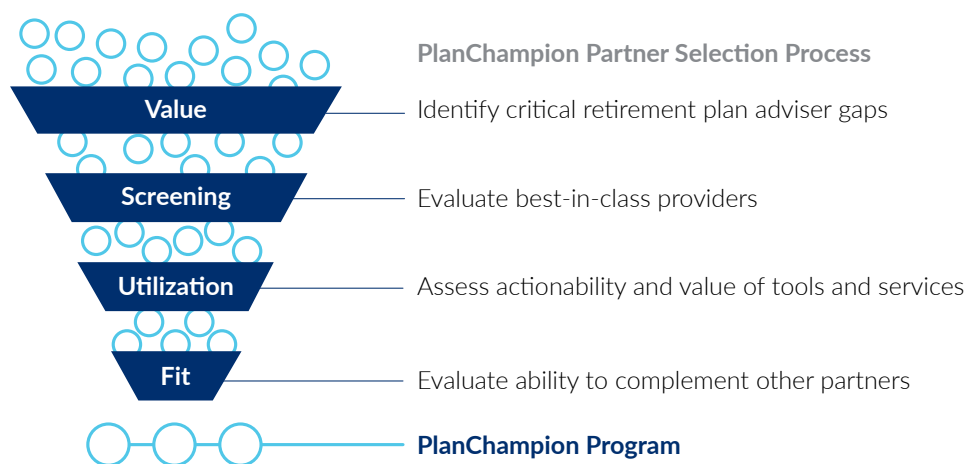 PlanChampion Partner Selection Process
Value
Identify critical retirement plan adviser gaps
Screening
Evaluate best-in-class providers
Utilization
Assess actionability and value of tools and services
Fit
Evaluate ability to complement other partners
PlanChampion Program